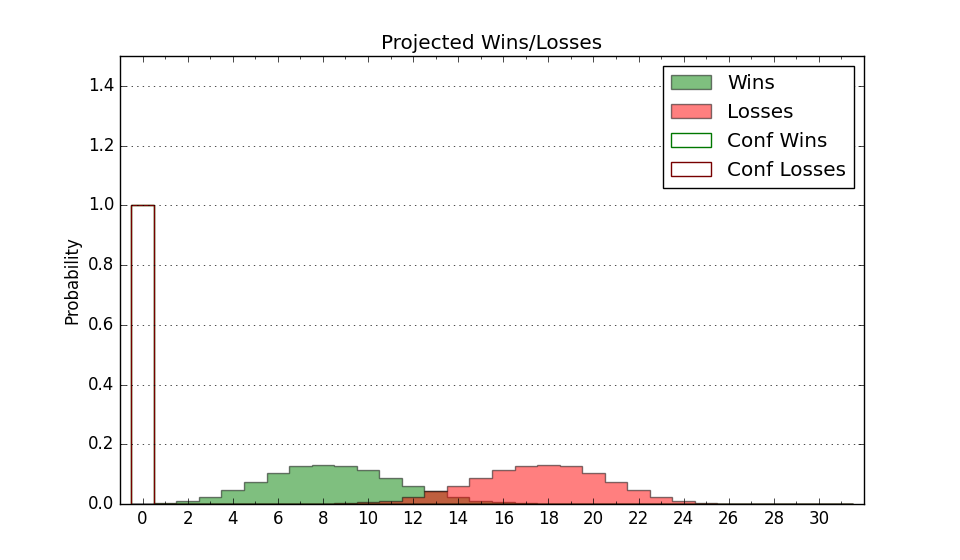 Projected Wins/Losses
Wins
Losses
Conf Wins
Conf Losses
Probability
1.4
1.2
1.0
0.8
0.6
0.4
0.2
0.0
0 2 4 6 8 10 12 14 16 18 20 22 24 26 28 30